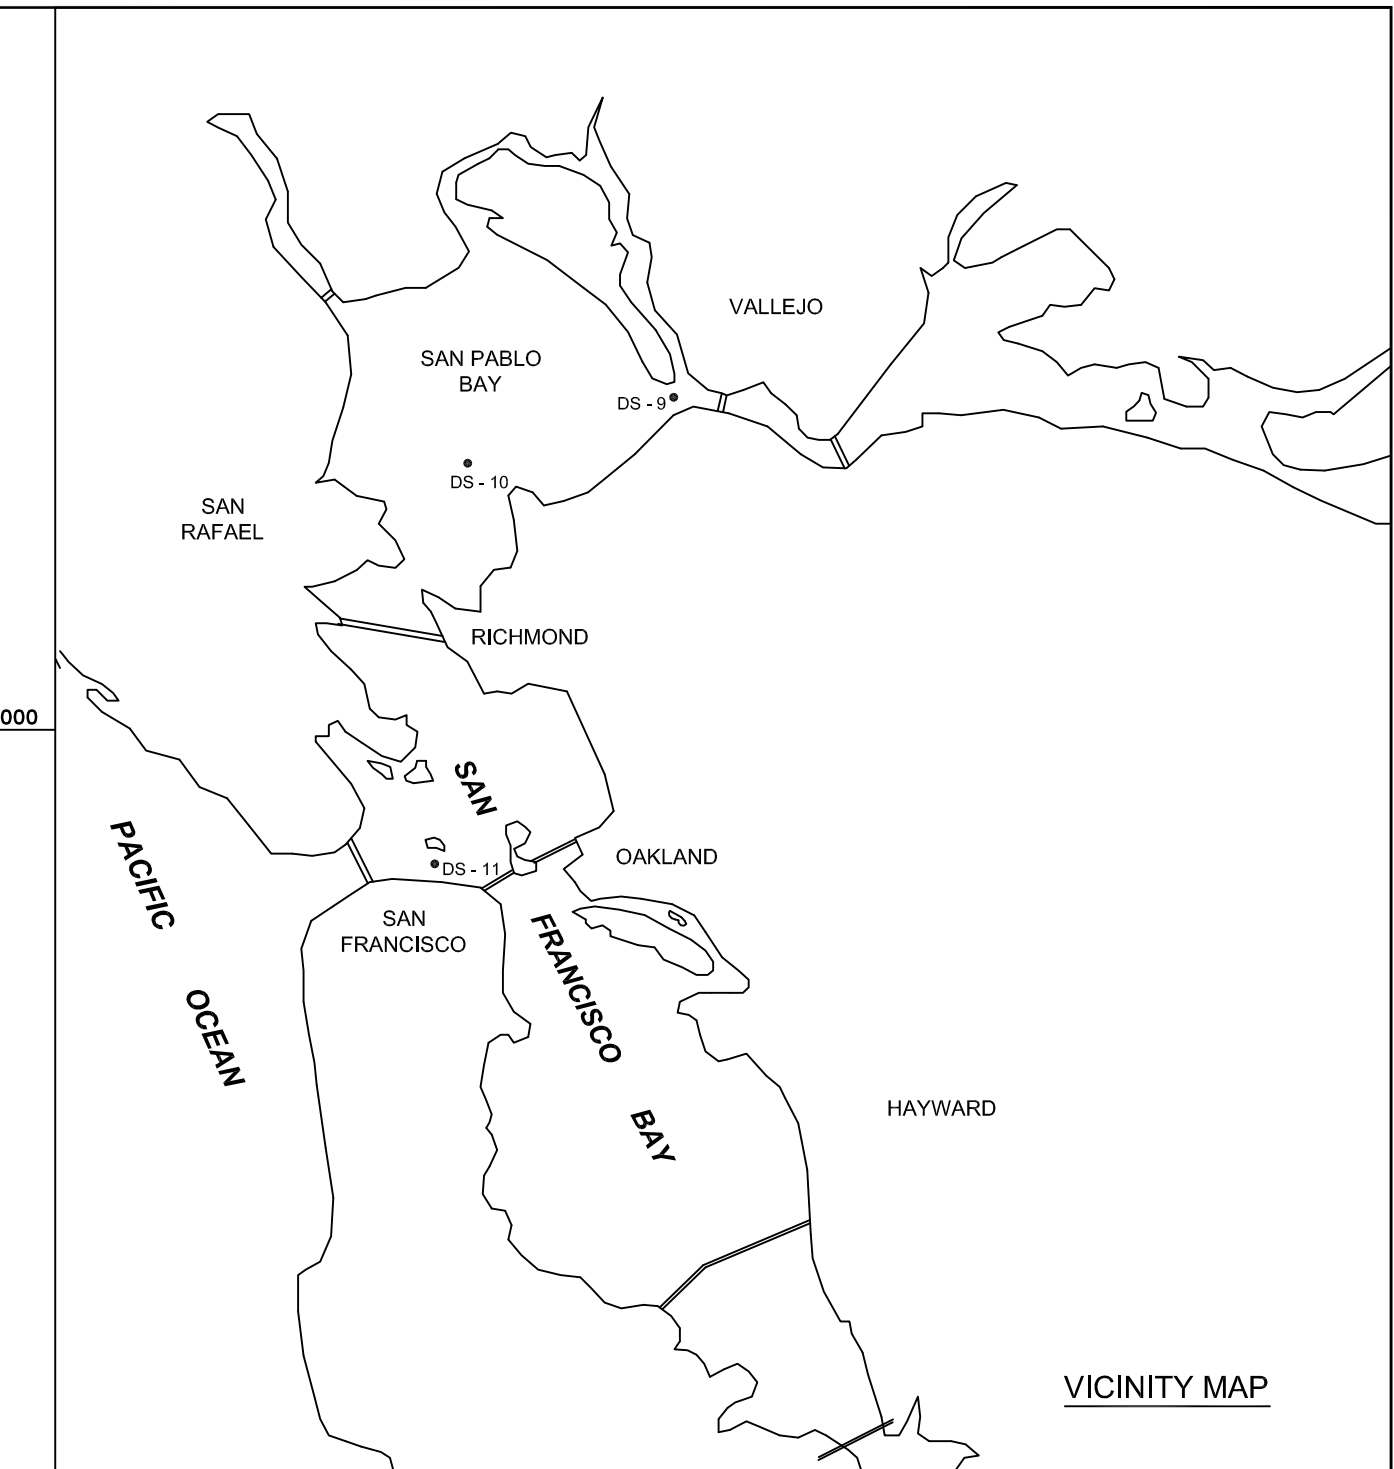 VALLEJO
SAN PABLO
BAY
DS - 9
DS - 10
SAN
RAFAEL
RICHMOND
000
SAN
PACIFIC
OAKLAND
DS - 11
SAN
FRANCISCO
FRANCISCO
OCEAN
HAYWARD
BAY
VICINITY MAP